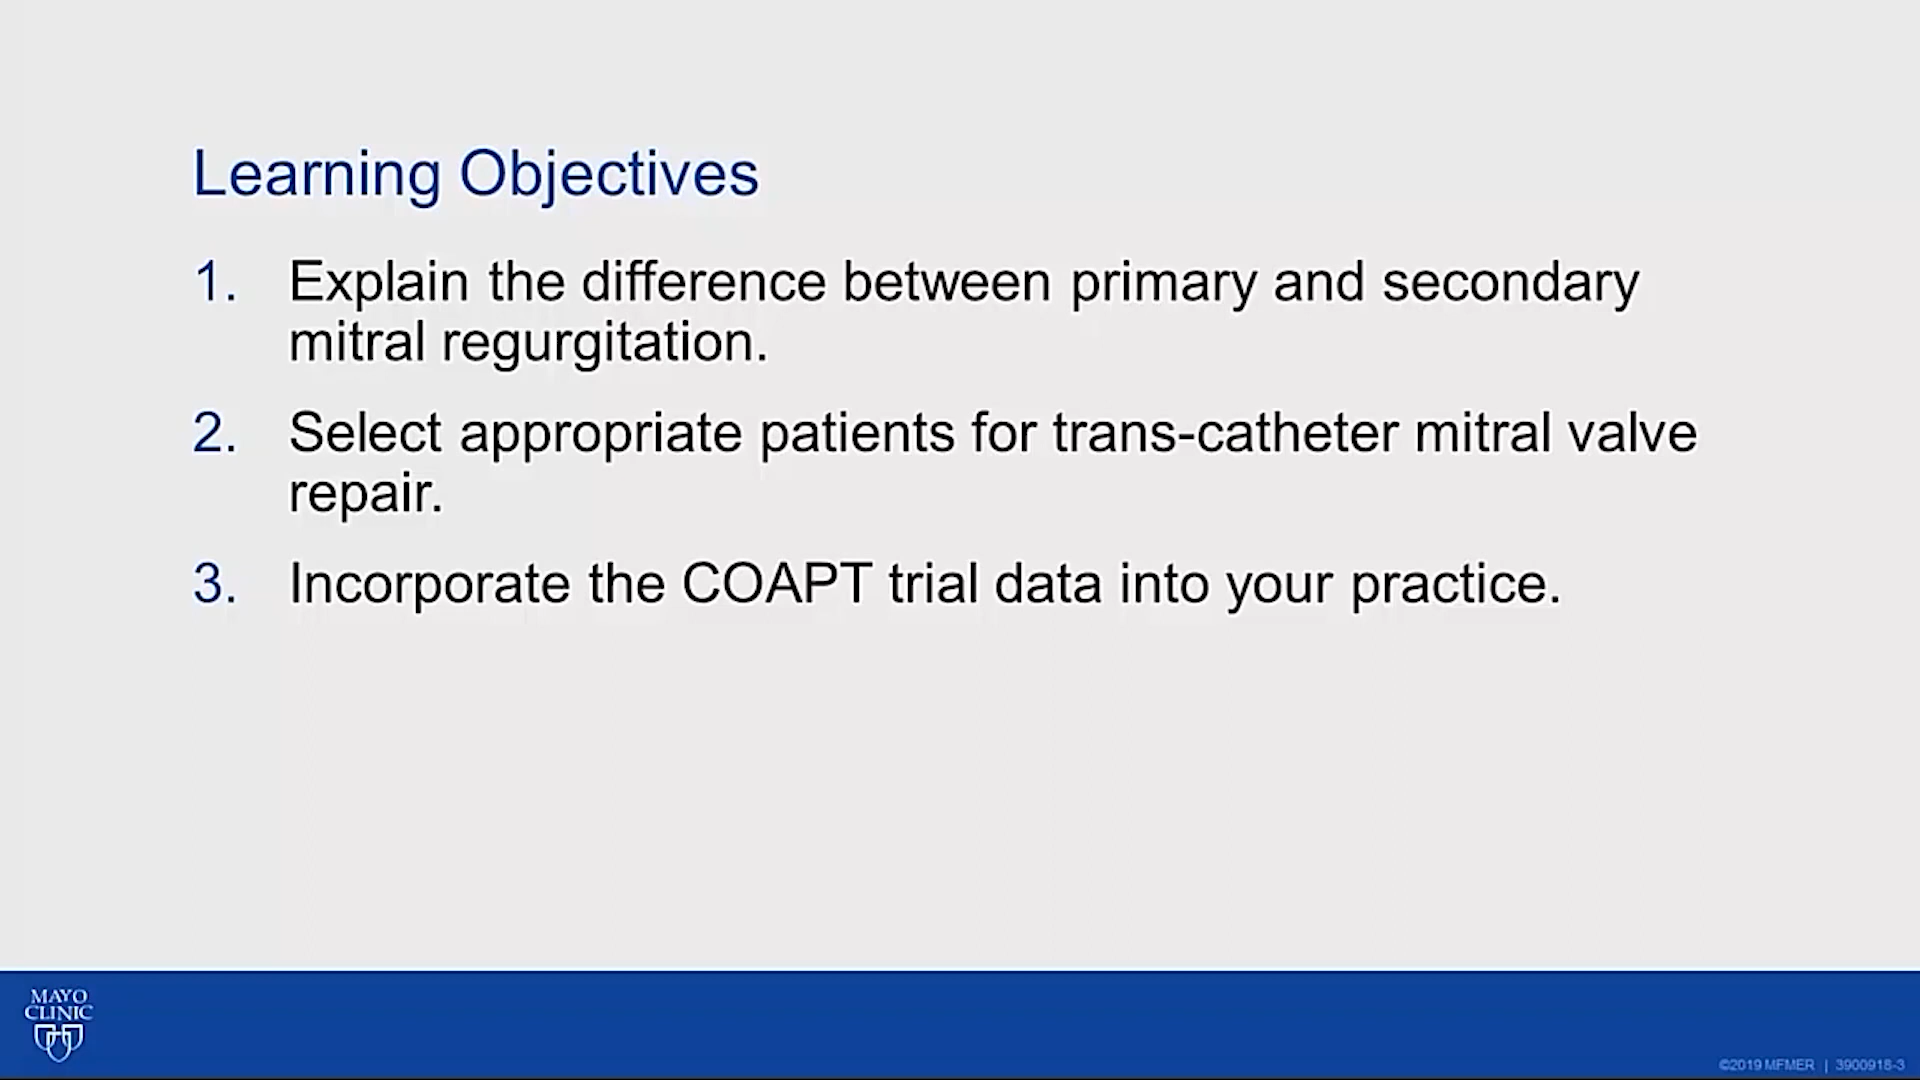 Learning Objectives
1. Explain the difference between primary and secondary
mitral regurgitation.
2. Select appropriate patients for trans-catheter mitral valve
repair.
3. Incorporate the COAPT trial data into your practice.
MAYO
CLINIC
©2019 MFMER | 3900918-3